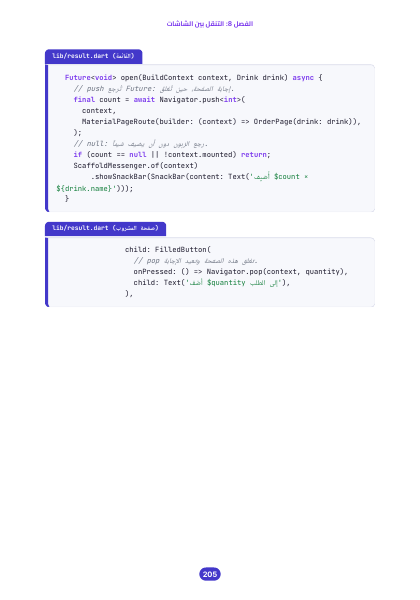 الفصل 8: التنقل بين الشاشات
lib/result.dart (القائمة)
Future<void> open(BuildContext context, Drink drink) async {
// push تُرجع Future: إجابة الصفحة، حين تُغلق.
final count = await Navigator.push<int>(
context,
MaterialPageRoute(builder: (context) => OrderPage(drink: drink)),
);
// null: رجع الزبون دون أن يضيف شيئاً.
if (count == null || !context.mounted) return;
ScaffoldMessenger.of(context)
.showSnackBar(SnackBar(content: Text('أُضيف $count ×
${drink.name}')));
}
lib/result.dart (صفحة المشروب)
child: FilledButton(
// pop تغلق هذه الصفحة وتعيد الإجابة.
onPressed: () => Navigator.pop(context, quantity),
child: Text('أضف $quantity إلى الطلب'),
),
205